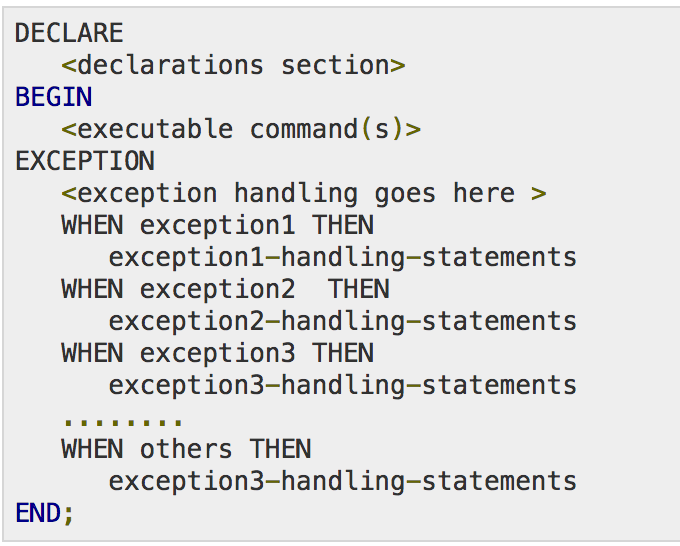 DECLARE
<declarations section>
BEGIN
<executable command(s)>
EXCEPTION
<exception handling goes here >
WHEN exception1 THEN
exception1-handling-statements
WHEN exception2  THEN
exception2-handling-statements
WHEN exception3 THEN
exception3-handling-statements
........
WHEN others THEN
exception3-handling-statements
END;